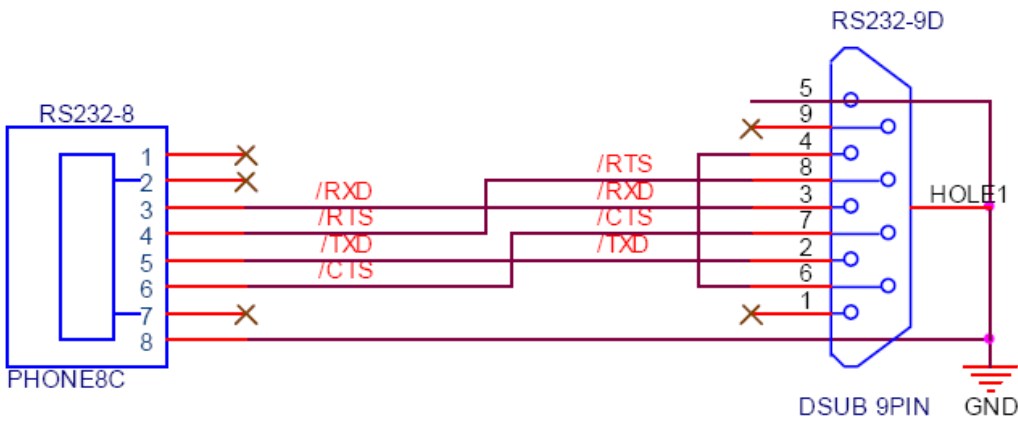 RS232-9D
RS232-8
5
9
4
8
3
7
2
6
1
1
2
3
4
5
6
7
8
/RTS
/RXD
/CTS
/TXD
/RXD
/RTS
/TXD
/CTS
HOLE1
PHONE8C
DSUB 9PIN
GND